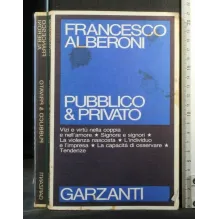 FRANCESCO
ALBERONI
PUBBLICO
& PRIVATO
Vizi e virtù nella coppia
e nell'amore * Signore e signori *
La violenza nascosta * L'individuo
e l'impresa * La capacità di osservare *
Tendenze
GARZANTI